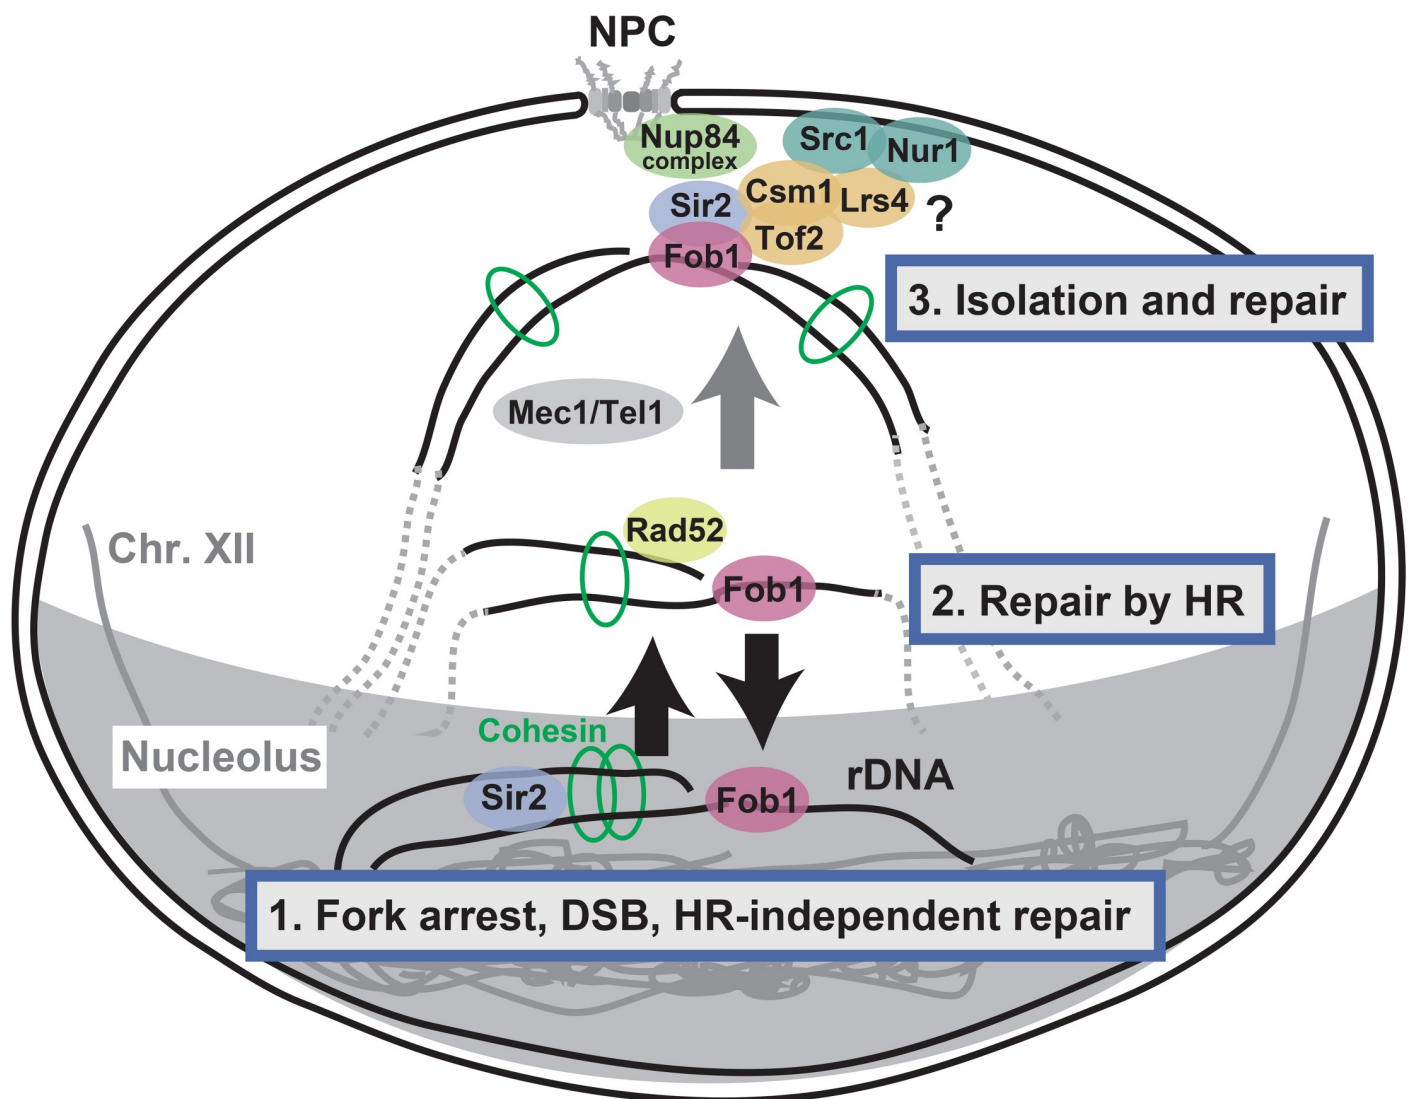 NPC
Nup84
complex
Src1
Nur1
Sir2
Csm1
Lrs4
?
Tof2
Fob1
3. Isolation and repair
Mec1/Tel1
Rad52
Chr. XII
Fob1
2. Repair by HR
Cohesin
Nucleolus
rDNA
Sir2
Fob1
1. Fork arrest, DSB, HR-independent repair